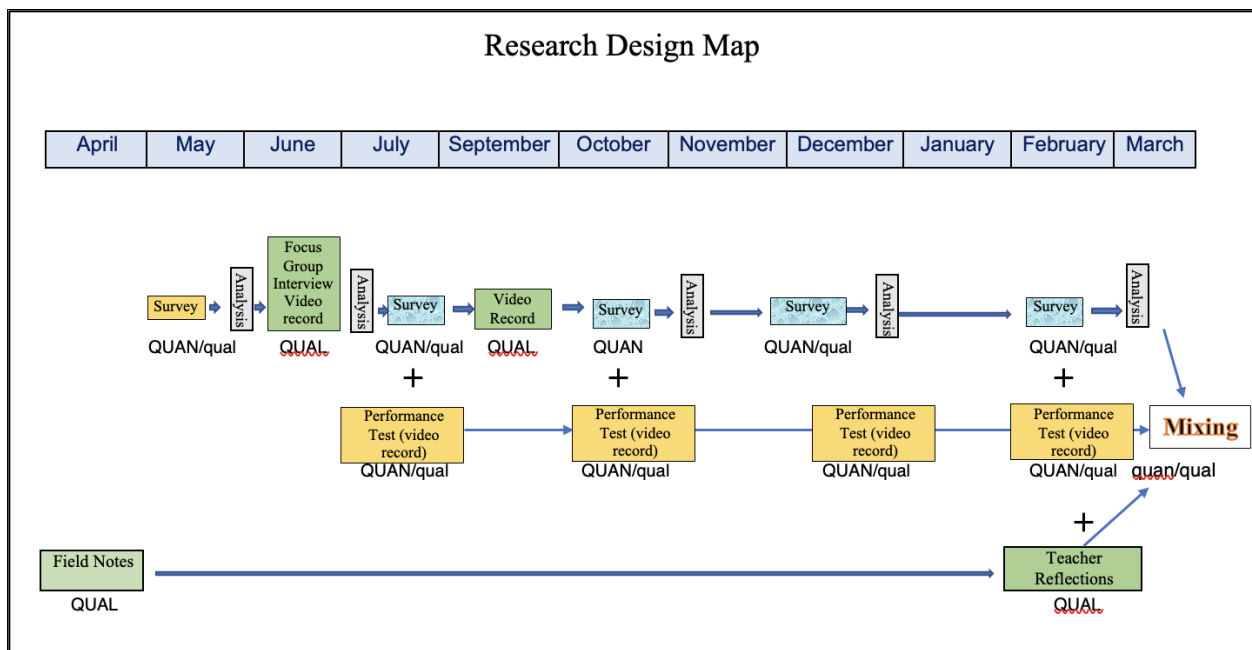 Research Design Map
April May June July September October November December January February March
Focus
Group
Interview
Video
record
Analysis
Analysis
Analysis
Analysis
Analysis
Survey
Survey
Video
Record
Survey
Survey
Survey
QUAN/qual QUAL QUAN/qual QUAL QUAN QUAN/qual QUAN/qual
+ + +
Performance
Test (video
record)
Performance
Test (video
record)
Performance
Test (video
record)
Performance
Test (video
record)
Mixing
QUAN/qual QUAN/qual QUAN/qual QUAN/qual quan/qual
+
Field Notes
Teacher
Reflections
QUAL QUAL